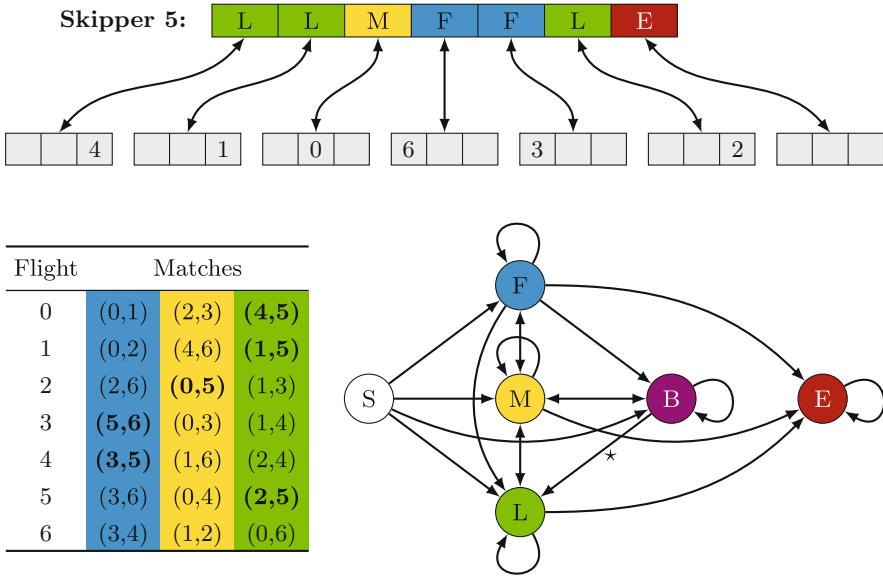 Skipper 5: L L M F F L E
4 1 0 6 3 2
Flight Matches
0 (0,1) (2,3) (4,5)
1 (0,2) (4,6) (1,5)
2 (2,6) (0,5) (1,3)
3 (5,6) (0,3) (1,4)
4 (3,5) (1,6) (2,4)
5 (3,6) (0,4) (2,5)
6 (3,4) (1,2) (0,6)
F
S M B E
⋆
L